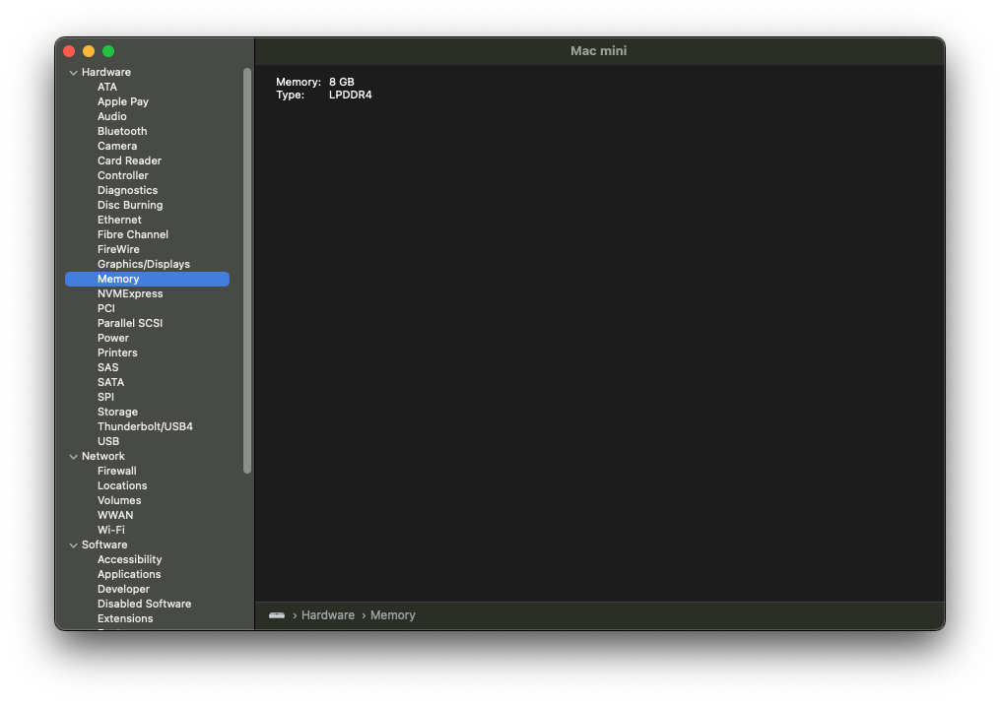 Mac mini
Hardware
ATA
Apple Pay
Audio
Bluetooth
Camera
Card Reader
Controller
Diagnostics
Disc Burning
Ethernet
Fibre Channel
FireWire
Graphics/Displays
Memory
NVMExpress
PCI
Parallel SCSI
Power
Printers
SAS
SATA
SPI
Storage
Thunderbolt/USB4
USB
Network
Firewall
Locations
Volumes
WWAN
Wi-Fi
Software
Accessibility
Applications
Developer
Disabled Software
Extensions
Memory: 8 GB
Type: LPDDR4
› Hardware › Memory